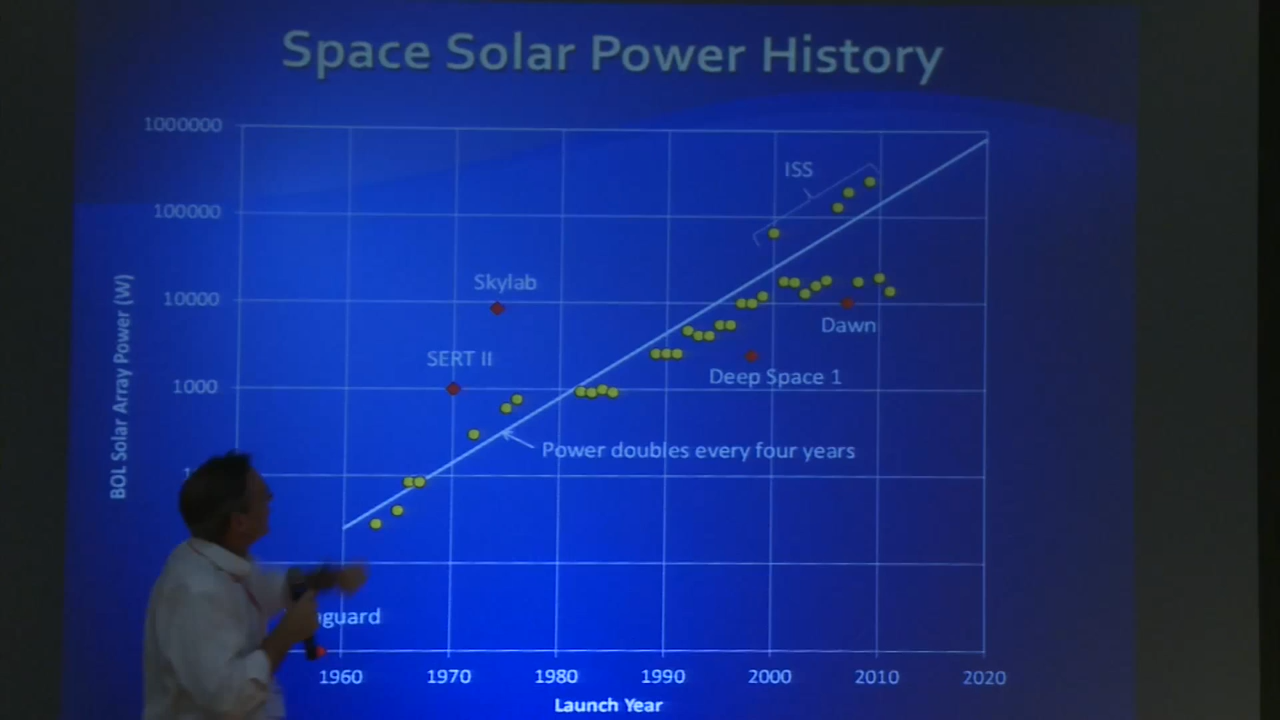 Space Solar Power History
1000000
100000
10000
1000
BOL Solar Array Power (W)
ISS
Skylab
SERT II
Dawn
Deep Space 1
Power doubles every four years
1960
1970
1980
1990
2000
2010
2020
Launch Year